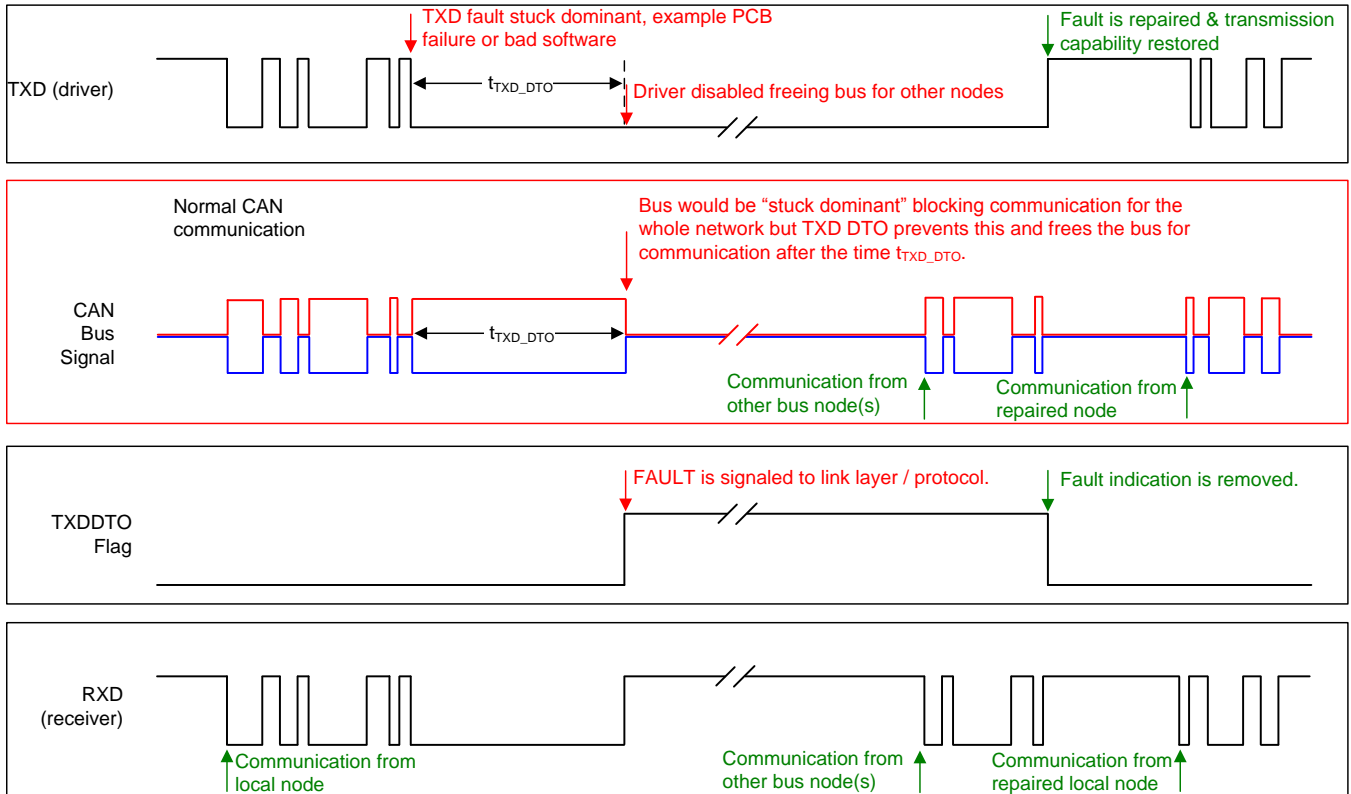 TXD fault stuck dominant, example PCB
failure or bad software
Fault is repaired & transmission
capability restored
TXD (driver)
tTXD_DTO
Driver disabled freeing bus for other nodes
Normal CAN
communication
Bus would be “stuck dominant” blocking communication for the
whole network but TXD DTO prevents this and frees the bus for
communication after the time tTXD_DTO.
CAN
Bus
Signal
tTXD_DTO
Communication from
other bus node(s)
Communication from
repaired node
FAULT is signaled to link layer / protocol.
Fault indication is removed.
TXDDTO
Flag
RXD
(receiver)
Communication from
local node
Communication from
other bus node(s)
Communication from
repaired local node